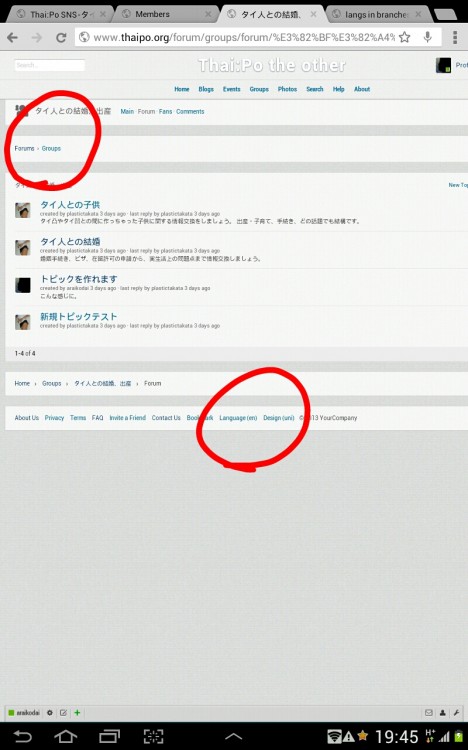 Thai:Po SNS -タイ
Members
タイ人との結婚、
langs in branches
www.thaipo.org/forum/groups/forum/%E3%82%BF%E3%82%A4%
Search...
Thai:Po the other
Prof
Home Blogs Events Groups Photos Search Help About
タイ人との結婚、出産 Main · Forum Fans Comments
Forums › Groups
New Top
タイ人との子供
created by plastictakata 3 days ago · last reply by plastictakata 3 days ago
タイ凸やタイ凹との間に作っちゃった子供に関する情報交換をしましょう。 出産・子育て、手続き、どの話題でも結構です。
タイ人との結婚
created by plastictakata 3 days ago · last reply by plastictakata 3 days ago
婚姻手続き、ビザ、在留許可の申請から、実生活上の問題点まで情報交換しましょう。
トピックを作れます
created by araikodai 3 days ago · last reply by plastictakata 3 days ago
こんな感じに。
新規トピックテスト
created by plastictakata 3 days ago · last reply by plastictakata 3 days ago
1-4 of 4
Home › Groups › タイ人との結婚、出産 › Forum
About Us Privacy Terms FAQ Invite a Friend Contact Us Bookmark Language (en) Design (uni) 2013 YourCompany
araikodai
19:45 H+